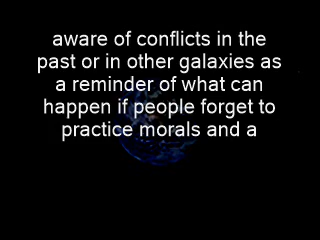 aware of conflicts in the
past or in other galaxies as
a reminder of what can
happen if people forget to
practice morals and a